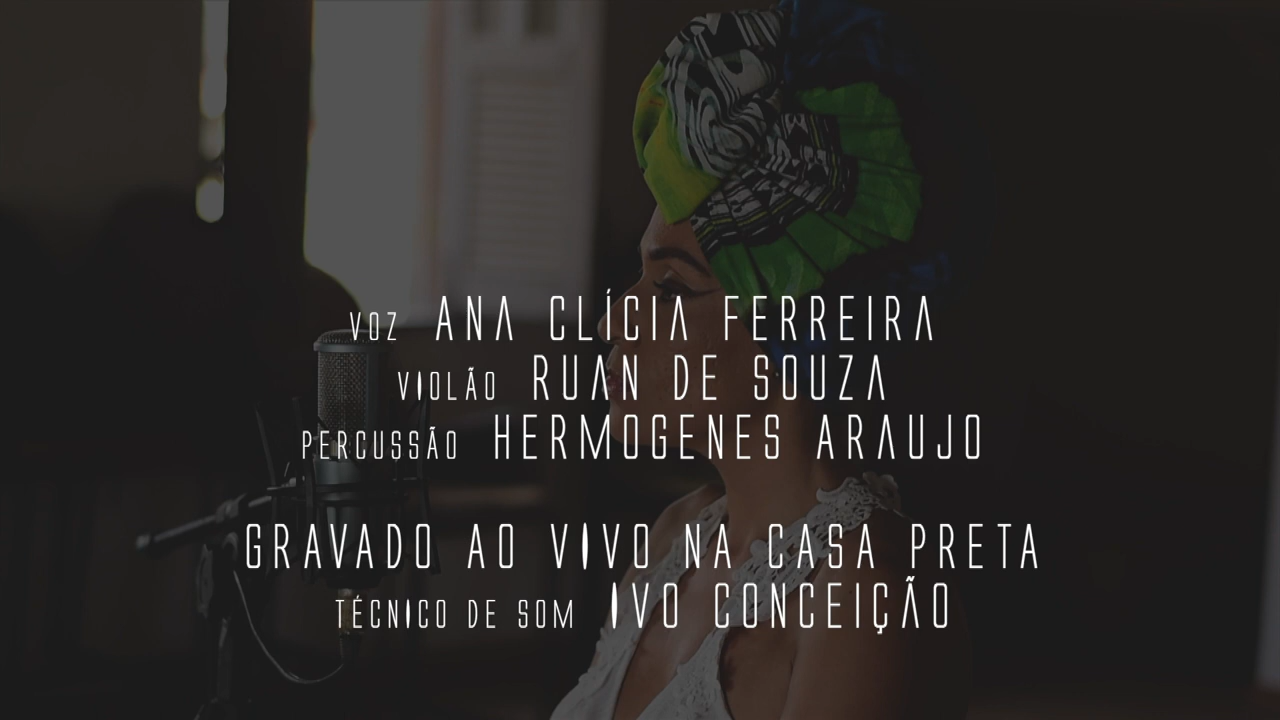 VOZ ANA CLÍCIA FERREIRA
VIOLÃO RUAN DE SOUZA
PERCUSSÃO HERMOGENES ARAUJO
GRAVADO AO VIVO NA CASA PRETA
TÉCNICO DE SOM IVO CONCEIÇÃO